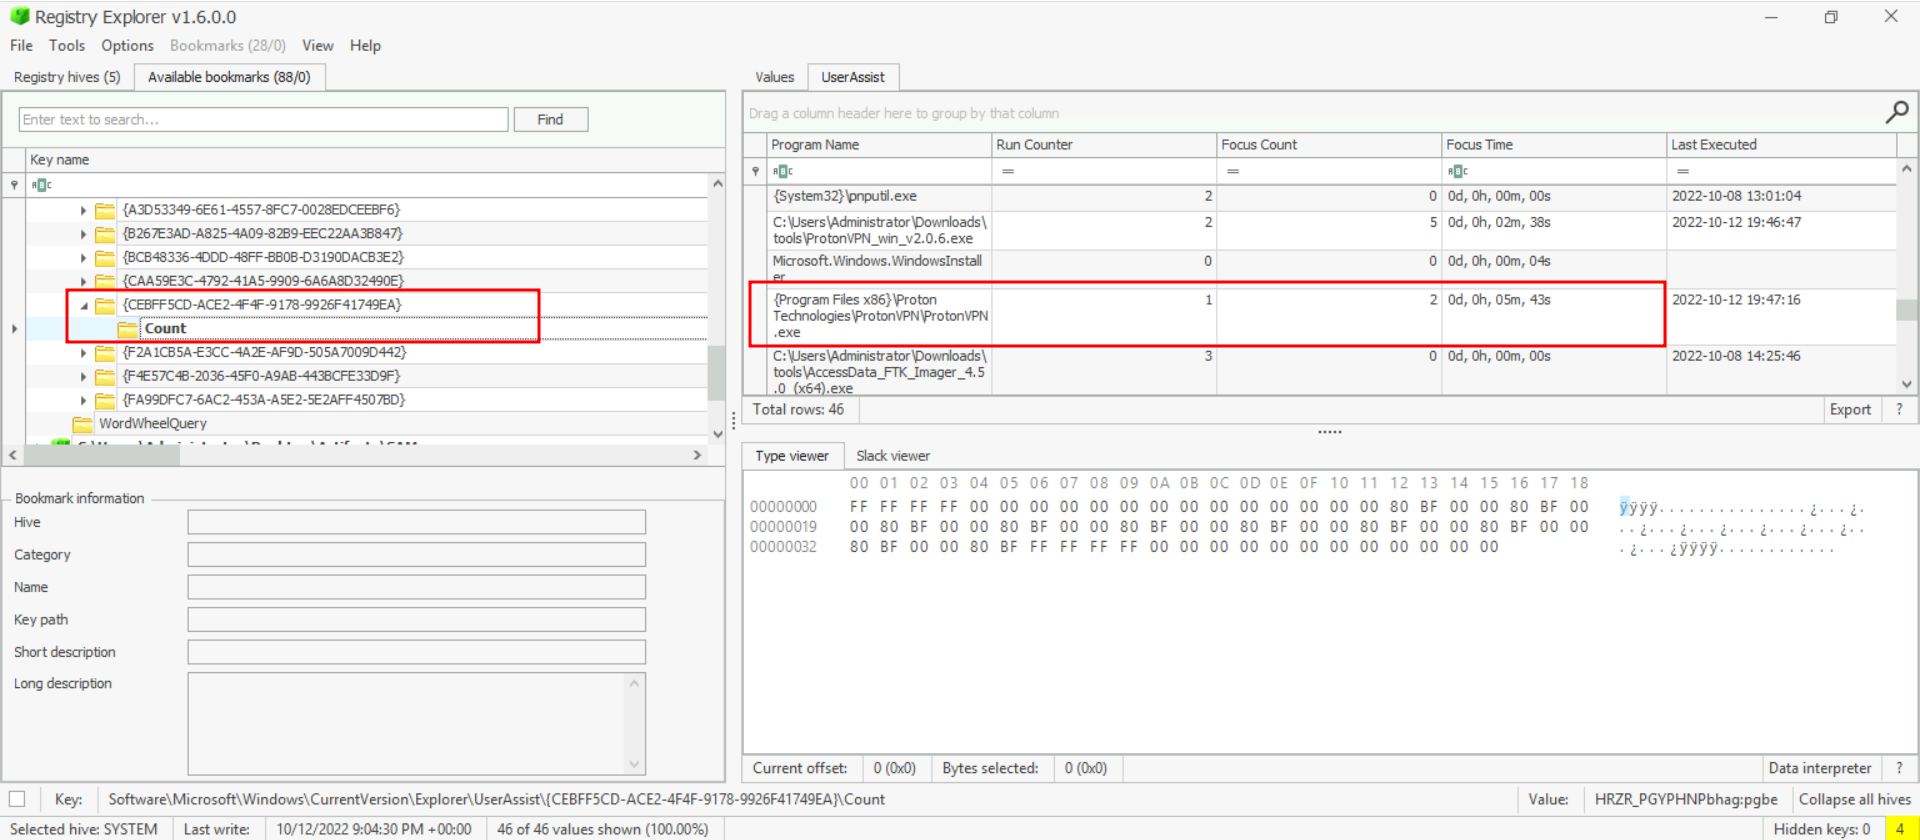 Registry Explorer v1.6.0.0
File Tools Options Bookmarks (28/0) View Help
Registry hives (5) Available bookmarks (88/0)
Enter text to search... Find
Key name
{A3D53349-6E61-4557-8FC7-0028EDCEEBF6}
{B267E3AD-A825-4A09-82B9-EEC22AA3B847}
{BCB48336-4DDD-48FF-BB0B-D3190DACB3E2}
{CAA59E3C-4792-41A5-9909-6A6A8D32490E}
{CEBFF5CD-ACE2-4F4F-9178-9926F41749EA}
Count
{F2A1CB5A-E3CC-4A2E-AF9D-505A7009D442}
{F4E57C4B-2036-45F0-A9AB-443BCFE33D9F}
{FA99DFC7-6AC2-453A-A5E2-5E2AFF4507BD}
WordWheelQuery
Bookmark information
Hive
Category
Name
Key path
Short description
Long description
Values UserAssist
Drag a column header here to group by that column
Program Name Run Counter Focus Count Focus Time Last Executed
{System32}\pnputil.exe 2 0 0d, 0h, 00m, 00s 2022-10-08 13:01:04
C:\Users\Administrator\Downloads\ 2 5 0d, 0h, 02m, 38s 2022-10-12 19:46:47
tools\ProtonVPN_win_v2.0.6.exe
Microsoft.Windows.WindowsInstall 0 0 0d, 0h, 00m, 04s
er
{Program Files x86}\Proton 1 2 0d, 0h, 05m, 43s 2022-10-12 19:47:16
Technologies\ProtonVPN\ProtonVPN
.exe
C:\Users\Administrator\Downloads\ 3 0 0d, 0h, 00m, 00s 2022-10-08 14:25:46
tools\AccessData_FTK_Imager_4.5
.0_(x64).exe
Total rows: 46 Export ?
Type viewer Slack viewer
00 01 02 03 04 05 06 07 08 09 0A 0B 0C 0D 0E 0F 10 11 12 13 14 15 16 17 18
00000000 FF FF FF FF 00 00 00 00 00 00 00 00 00 00 00 00 00 00 80 BF 00 00 80 BF 00 ÿÿÿÿ..............¿...¿.
00000019 00 80 BF 00 00 80 BF 00 00 80 BF 00 00 80 BF 00 00 80 BF 00 00 80 BF 00 00 ..¿...¿...¿...¿...¿...¿..
00000032 80 BF 00 00 80 BF FF FF FF FF 00 00 00 00 00 00 00 00 00 00 00 00 .¿...¿ÿÿÿÿ............
Current offset: 0 (0x0) Bytes selected: 0 (0x0) Data interpreter ?
Key: Software\Microsoft\Windows\CurrentVersion\Explorer\UserAssist\{CEBFF5CD-ACE2-4F4F-9178-9926F41749EA}\Count Value: HRZR_PGYPHNPbhag:pgbe Collapse all hives
Selected hive: SYSTEM Last write: 10/12/2022 9:04:30 PM +00:00 46 of 46 values shown (100.00%) Hidden keys: 0 4